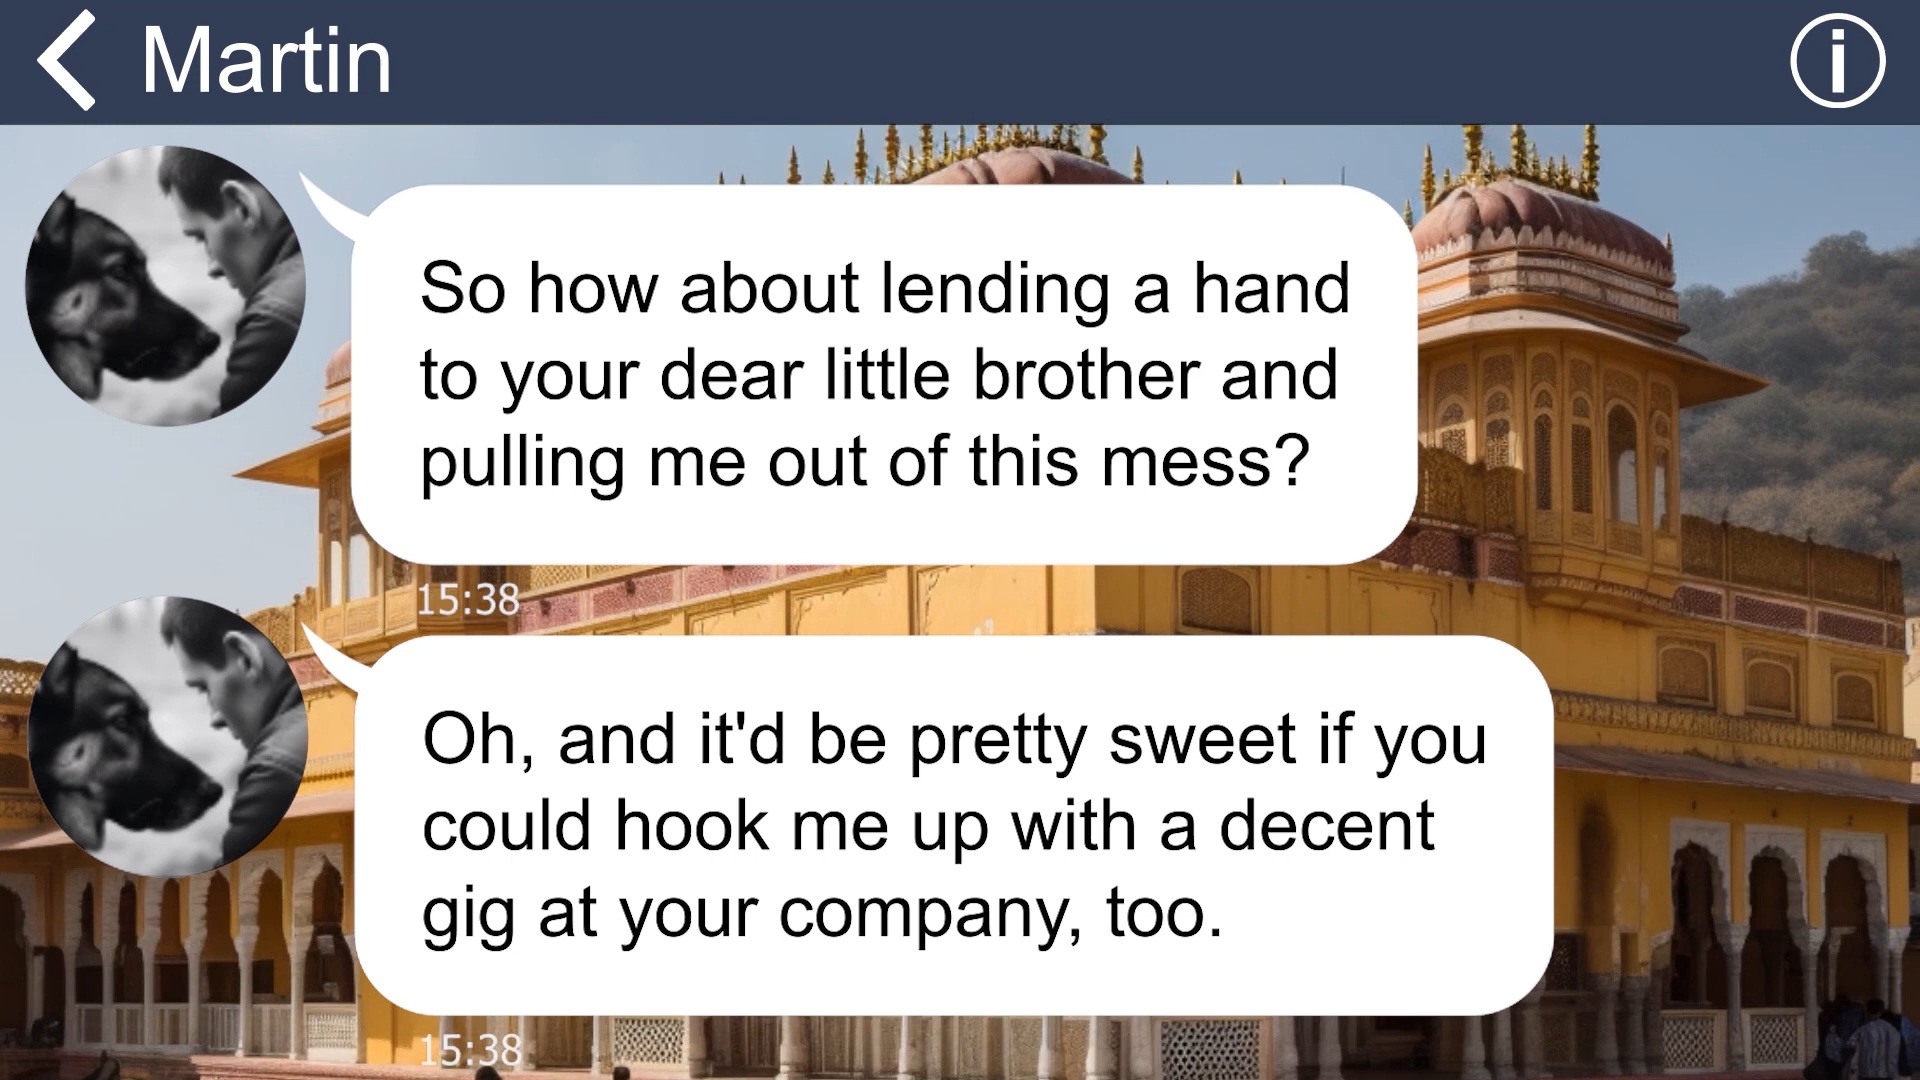 Martin
So how about lending a hand
to your dear little brother and
pulling me out of this mess?
15:38
Oh, and it'd be pretty sweet if you
could hook me up with a decent
gig at your company, too.
15:38